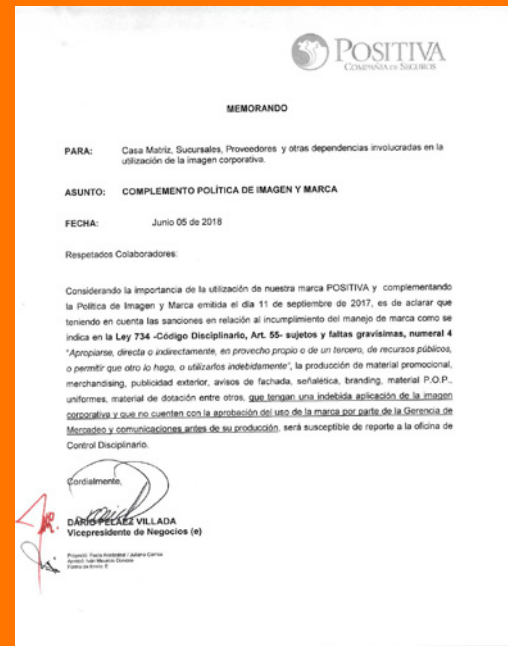 POSITIVA
COMPAÑÍA DE SEGUROS
MEMORANDO
PARA: Casa Matriz, Sucursales, Proveedores y otras dependencias involucradas en la
utilización de la imagen corporativa.
ASUNTO: COMPLEMENTO POLÍTICA DE IMAGEN Y MARCA
FECHA: Junio 05 de 2018
Respetados Colaboradores:
Considerando la importancia de la utilización de nuestra marca POSITIVA y complementando
la Política de Imagen y Marca emitida el día 11 de septiembre de 2017, es de aclarar que
teniendo en cuenta las sanciones en relación al incumplimiento del manejo de marca como se
indica en la Ley 734 -Código Disciplinario, Art. 55- sujetos y faltas gravísimas, numeral 4
"Apropiarse, directa o indirectamente, en provecho propio o de un tercero, de recursos públicos,
o permitir que otro lo haga, o utilizarlos indebidamente", la producción de material promocional,
merchandising, publicidad exterior, avisos de fachada, señalética, branding, material P.O.P.,
uniformes, material de dotación entre otros, que tengan una indebida aplicación de la imagen
corporativa y que no cuenten con la aprobación del uso de la marca por parte de la Gerencia de
Mercadeo y comunicaciones antes de su producción, será susceptible de reporte a la oficina de
Control Disciplinario.
Cordialmente,
DARIO PELÁEZ VILLADA
Vicepresidente de Negocios (e)